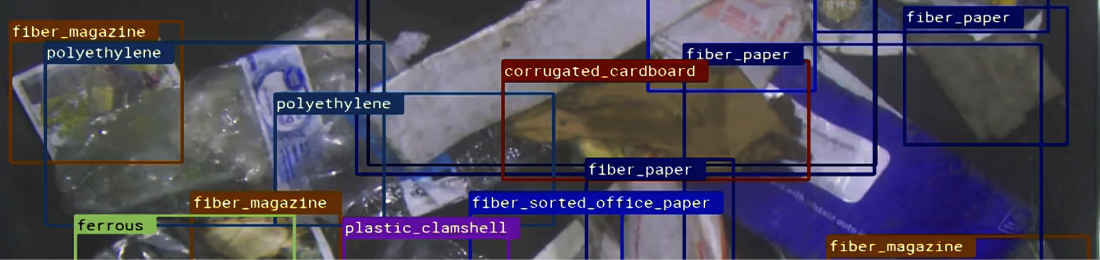 fiber_magazine
polyethylene
fiber_paper
fiber_paper
corrugated_cardboard
polyethylene
fiber_paper
fiber_magazine
fiber_sorted_office_paper
ferrous
plastic_clamshell
fiber_magazine